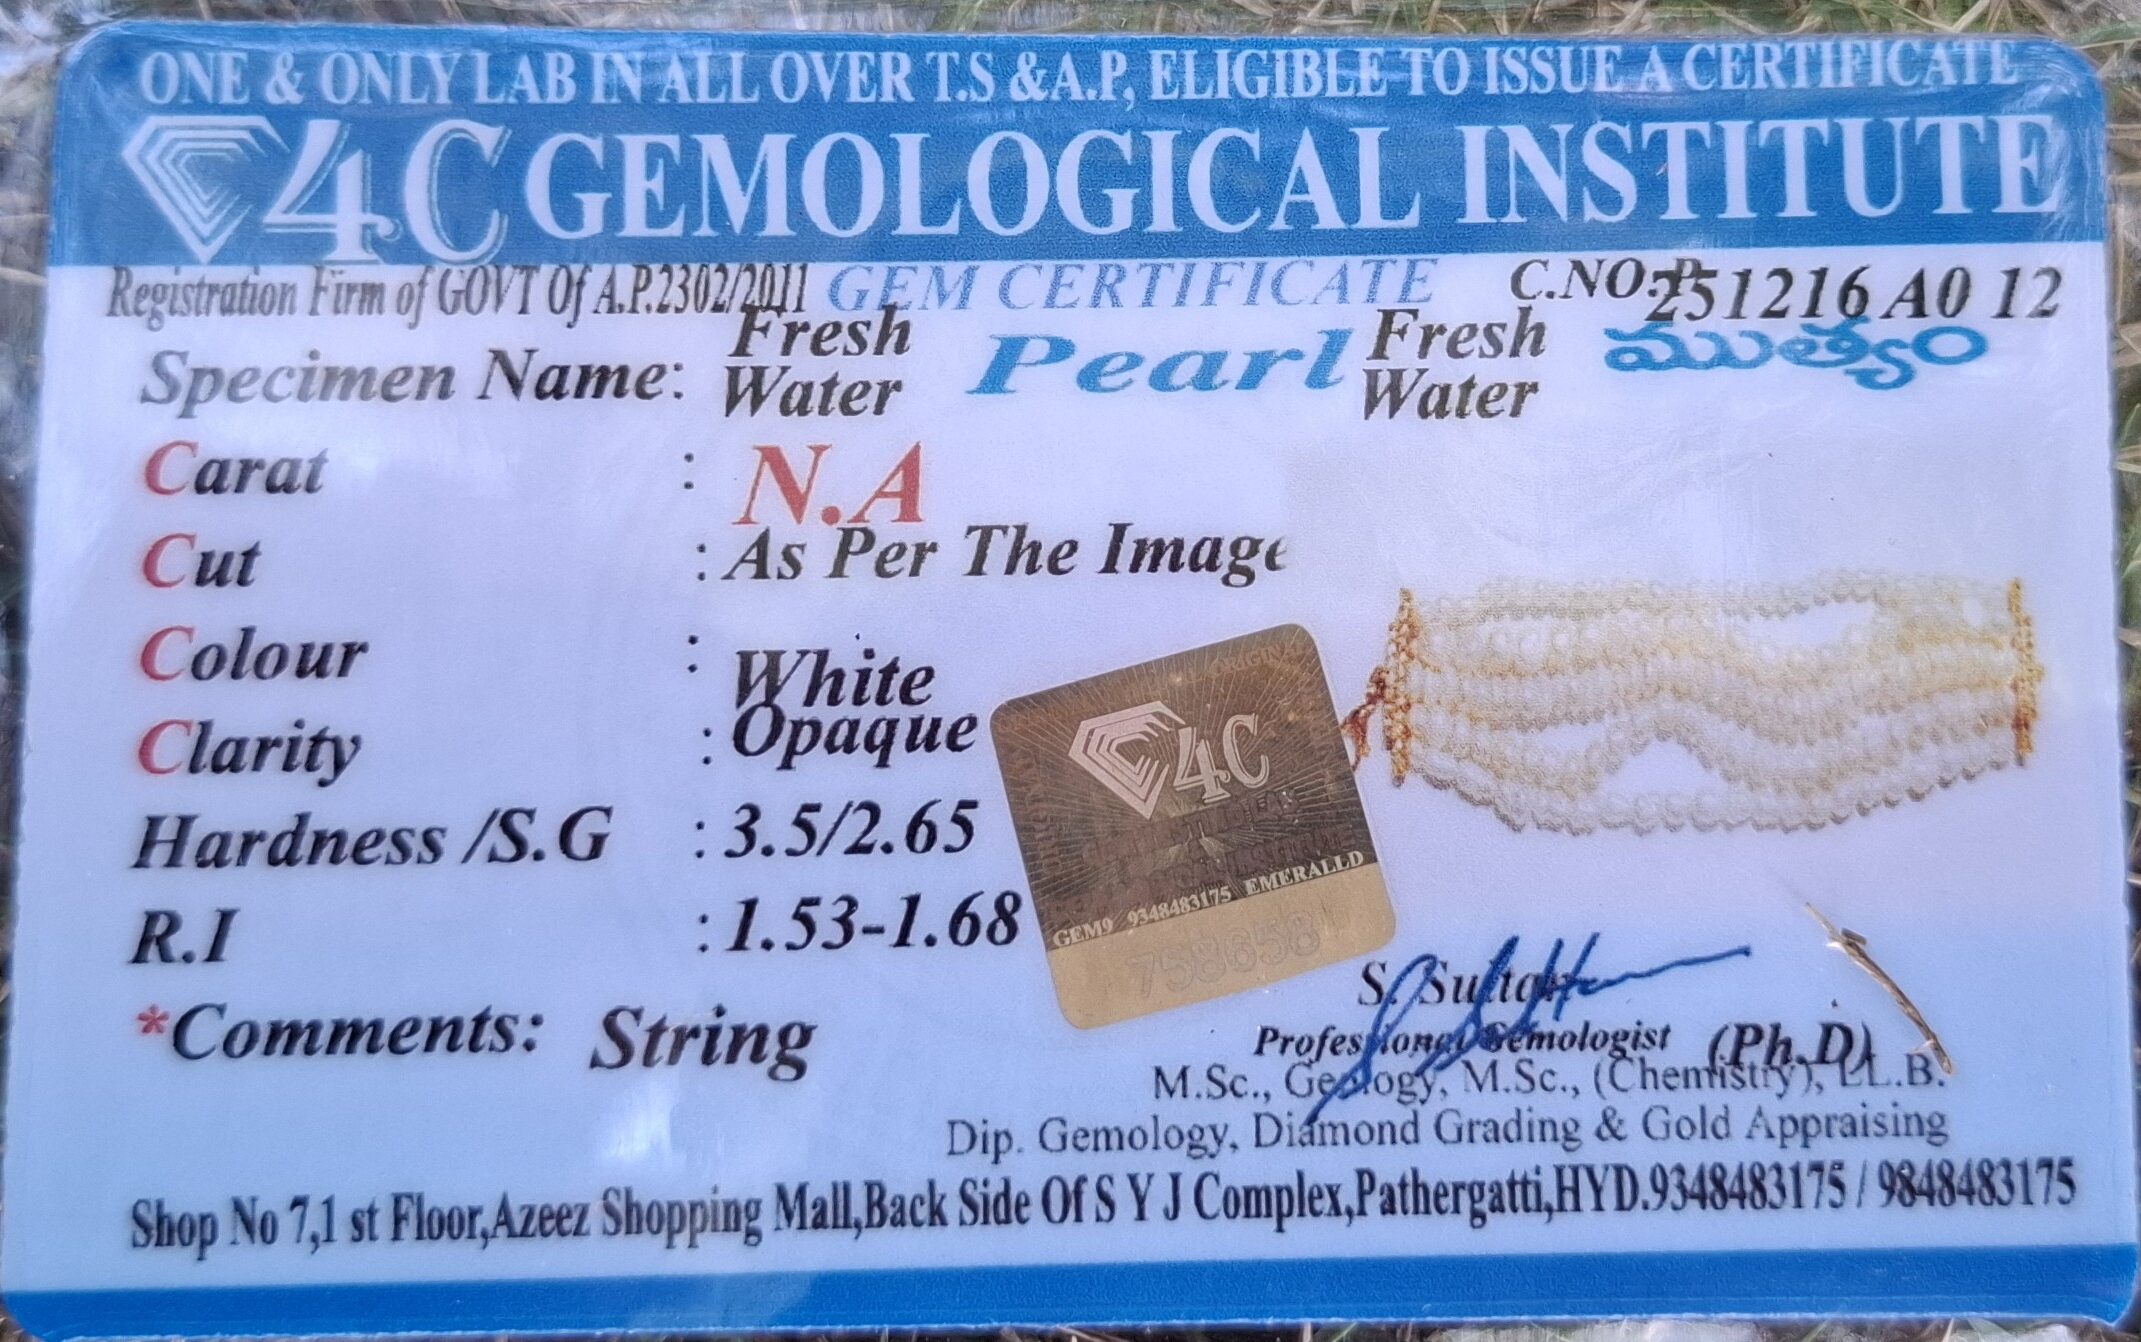 ONE & ONLY LAB IN ALL OVER T.S &A.P, ELIGIBLE TO ISSUE A CERTIFICATE
4C GEMOLOGICAL INSTITUTE
Registration Firm of GOVT Of A.P.2302/2011 GEM CERTIFICATE C.NO.P 251216 A0 12
Specimen Name: Fresh Water Pearl Fresh Water ముత్యం
Carat : N.A
Cut : As Per The Image
Colour : White
Clarity : Opaque
Hardness /S.G : 3.5/2.65
R.I : 1.53-1.68
*Comments: String
ORIGINAL
4C
GEM9 9348483175 EMERALLD
758658
S. Sultan
Professional Gemologist (Ph.D)
M.Sc., Geology, M.Sc., (Chemistry), LL.B.
Dip. Gemology, Diamond Grading & Gold Appraising
Shop No 7,1 st Floor,Azeez Shopping Mall,Back Side Of S Y J Complex,Pathergatti,HYD.9348483175 / 9848483175